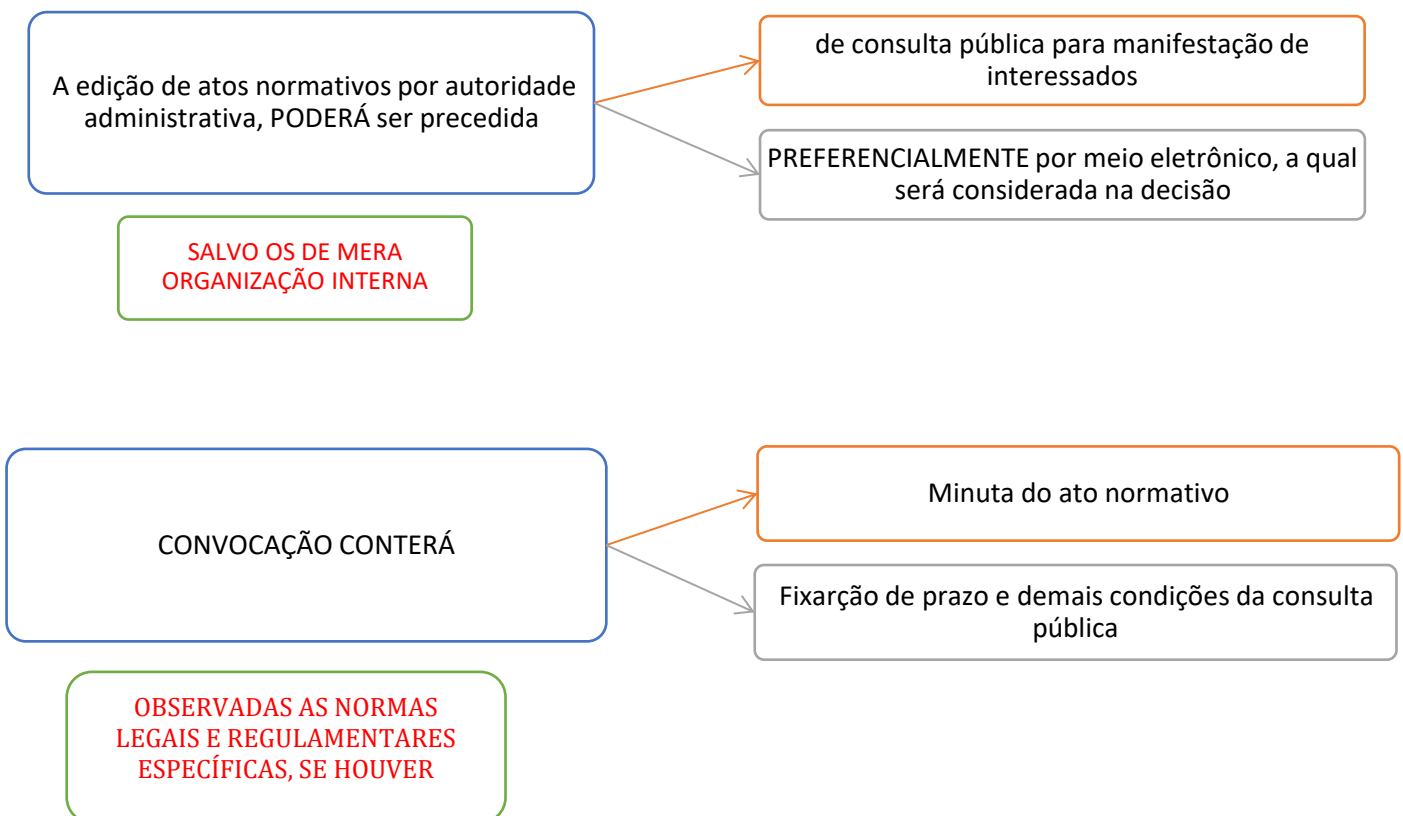 A edição de atos normativos por autoridade
administrativa, PODERÁ ser precedida
de consulta pública para manifestação de
interessados
PREFERENCIALMENTE por meio eletrônico, a qual
será considerada na decisão
SALVO OS DE MERA
ORGANIZAÇÃO INTERNA
CONVOCAÇÃO CONTERÁ
Minuta do ato normativo
Fixarção de prazo e demais condições da consulta
pública
OBSERVADAS AS NORMAS
LEGAIS E REGULAMENTARES
ESPECÍFICAS, SE HOUVER